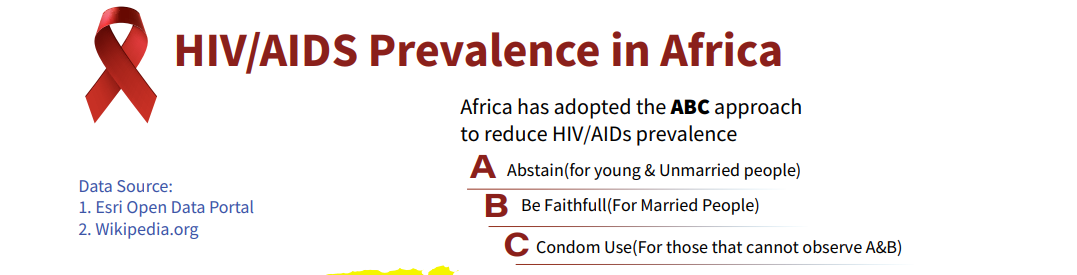 HIV/AIDS Prevalence in Africa
Africa has adopted the ABC approach
to reduce HIV/AIDs prevalence
A Abstain(for young & Unmarried people)
B Be Faithfull(For Married People)
C Condom Use(For those that cannot observe A&B)
Data Source:
1. Esri Open Data Portal
2. Wikipedia.org